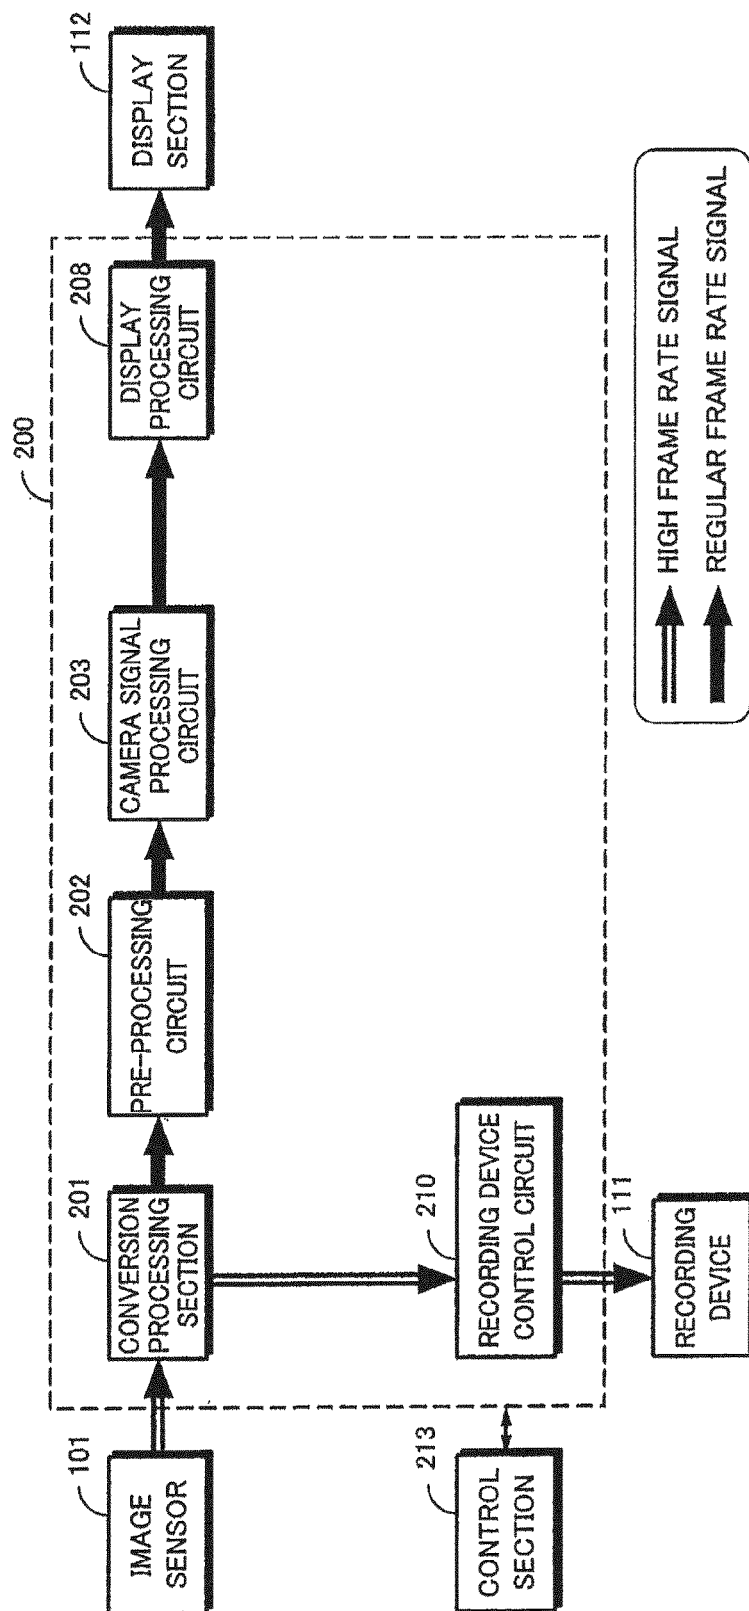 101
IMAGE
SENSOR
201
CONVERSION
PROCESSING
SECTION
202
PRE-PROCESSING
CIRCUIT
203
CAMERA SIGNAL
PROCESSING
CIRCUIT
200
208
DISPLAY
PROCESSING
CIRCUIT
112
DISPLAY
SECTION
213
CONTROL
SECTION
210
RECORDING DEVICE
CONTROL CIRCUIT
111
RECORDING
DEVICE
HIGH FRAME RATE SIGNAL
REGULAR FRAME RATE SIGNAL